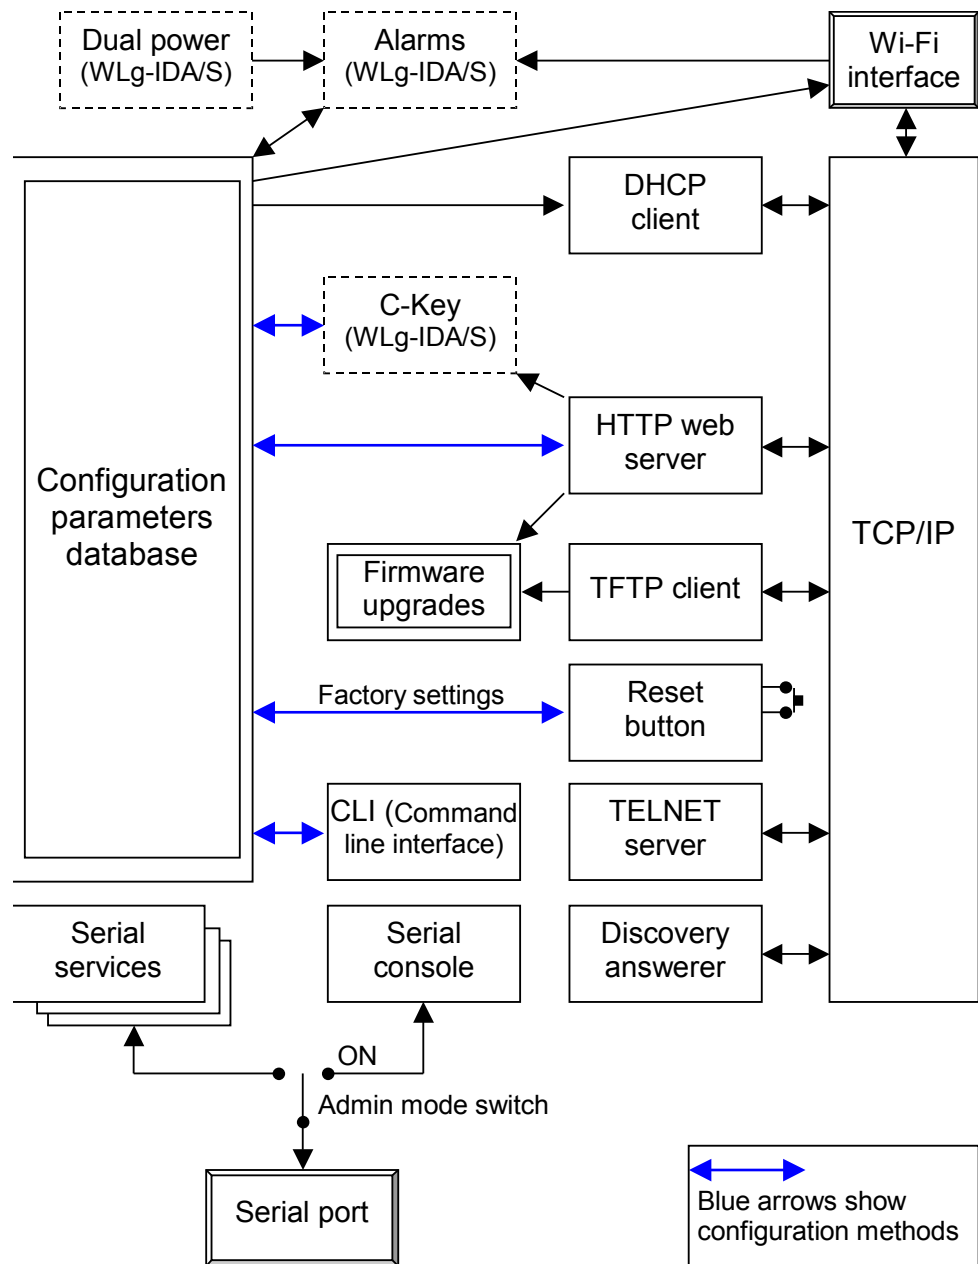 Dual power
(WLg-IDA/S)
Alarms
(WLg-IDA/S)
Wi-Fi
interface
DHCP
client
C-Key
(WLg-IDA/S)
HTTP web
server
Configuration
parameters
database
TCP/IP
Firmware
upgrades
TFTP client
Factory settings
Reset
button
CLI (Command
line interface)
TELNET
server
Serial
services
Serial
console
Discovery
answerer
ON
Admin mode switch
Serial port
Blue arrows show
configuration methods